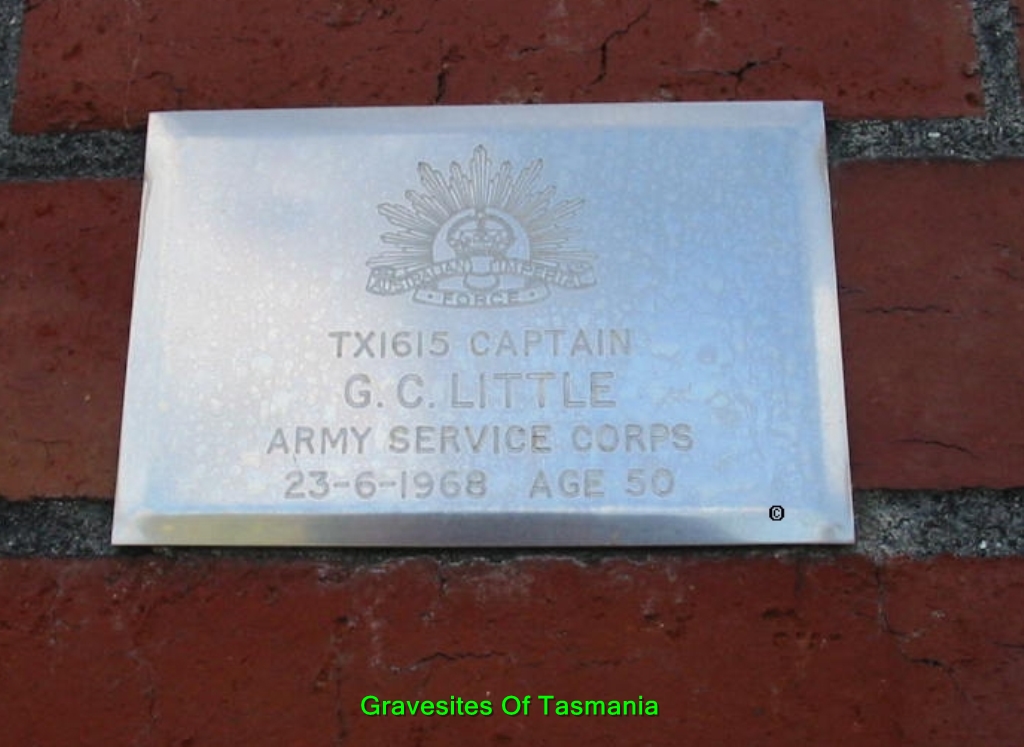 AUSTRALIAN IMPERIAL
FORCE
TX1615 CAPTAIN
G. C. LITTLE
ARMY SERVICE CORPS
23-6-1968 AGE 50
©
Gravesites Of Tasmania